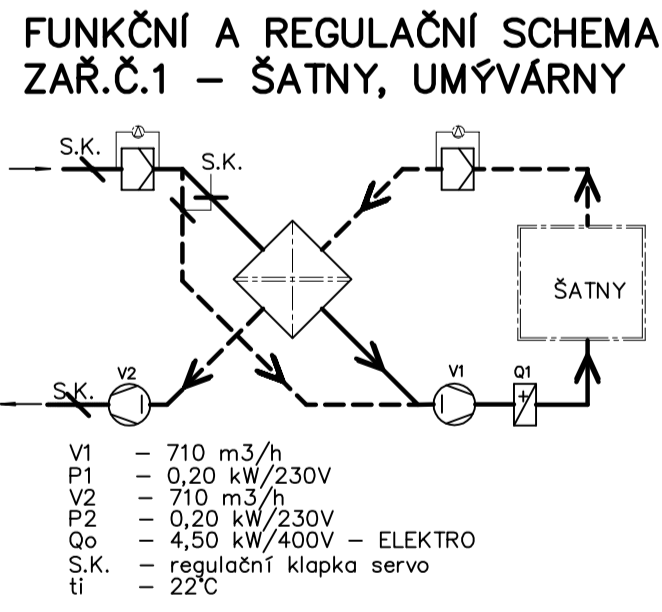 FUNKČNÍ A REGULAČNÍ SCHEMA
ZAŘ.Č.1 – ŠATNY, UMÝVÁRNY
S.K.
S.K.
ŠATNY
S.K.
V2
V1
Q1
+
V1 – 710 m3/h
P1 – 0,20 kW/230V
V2 – 710 m3/h
P2 – 0,20 kW/230V
Qo – 4,50 kW/400V – ELEKTRO
S.K. – regulační klapka servo
ti – 22°C